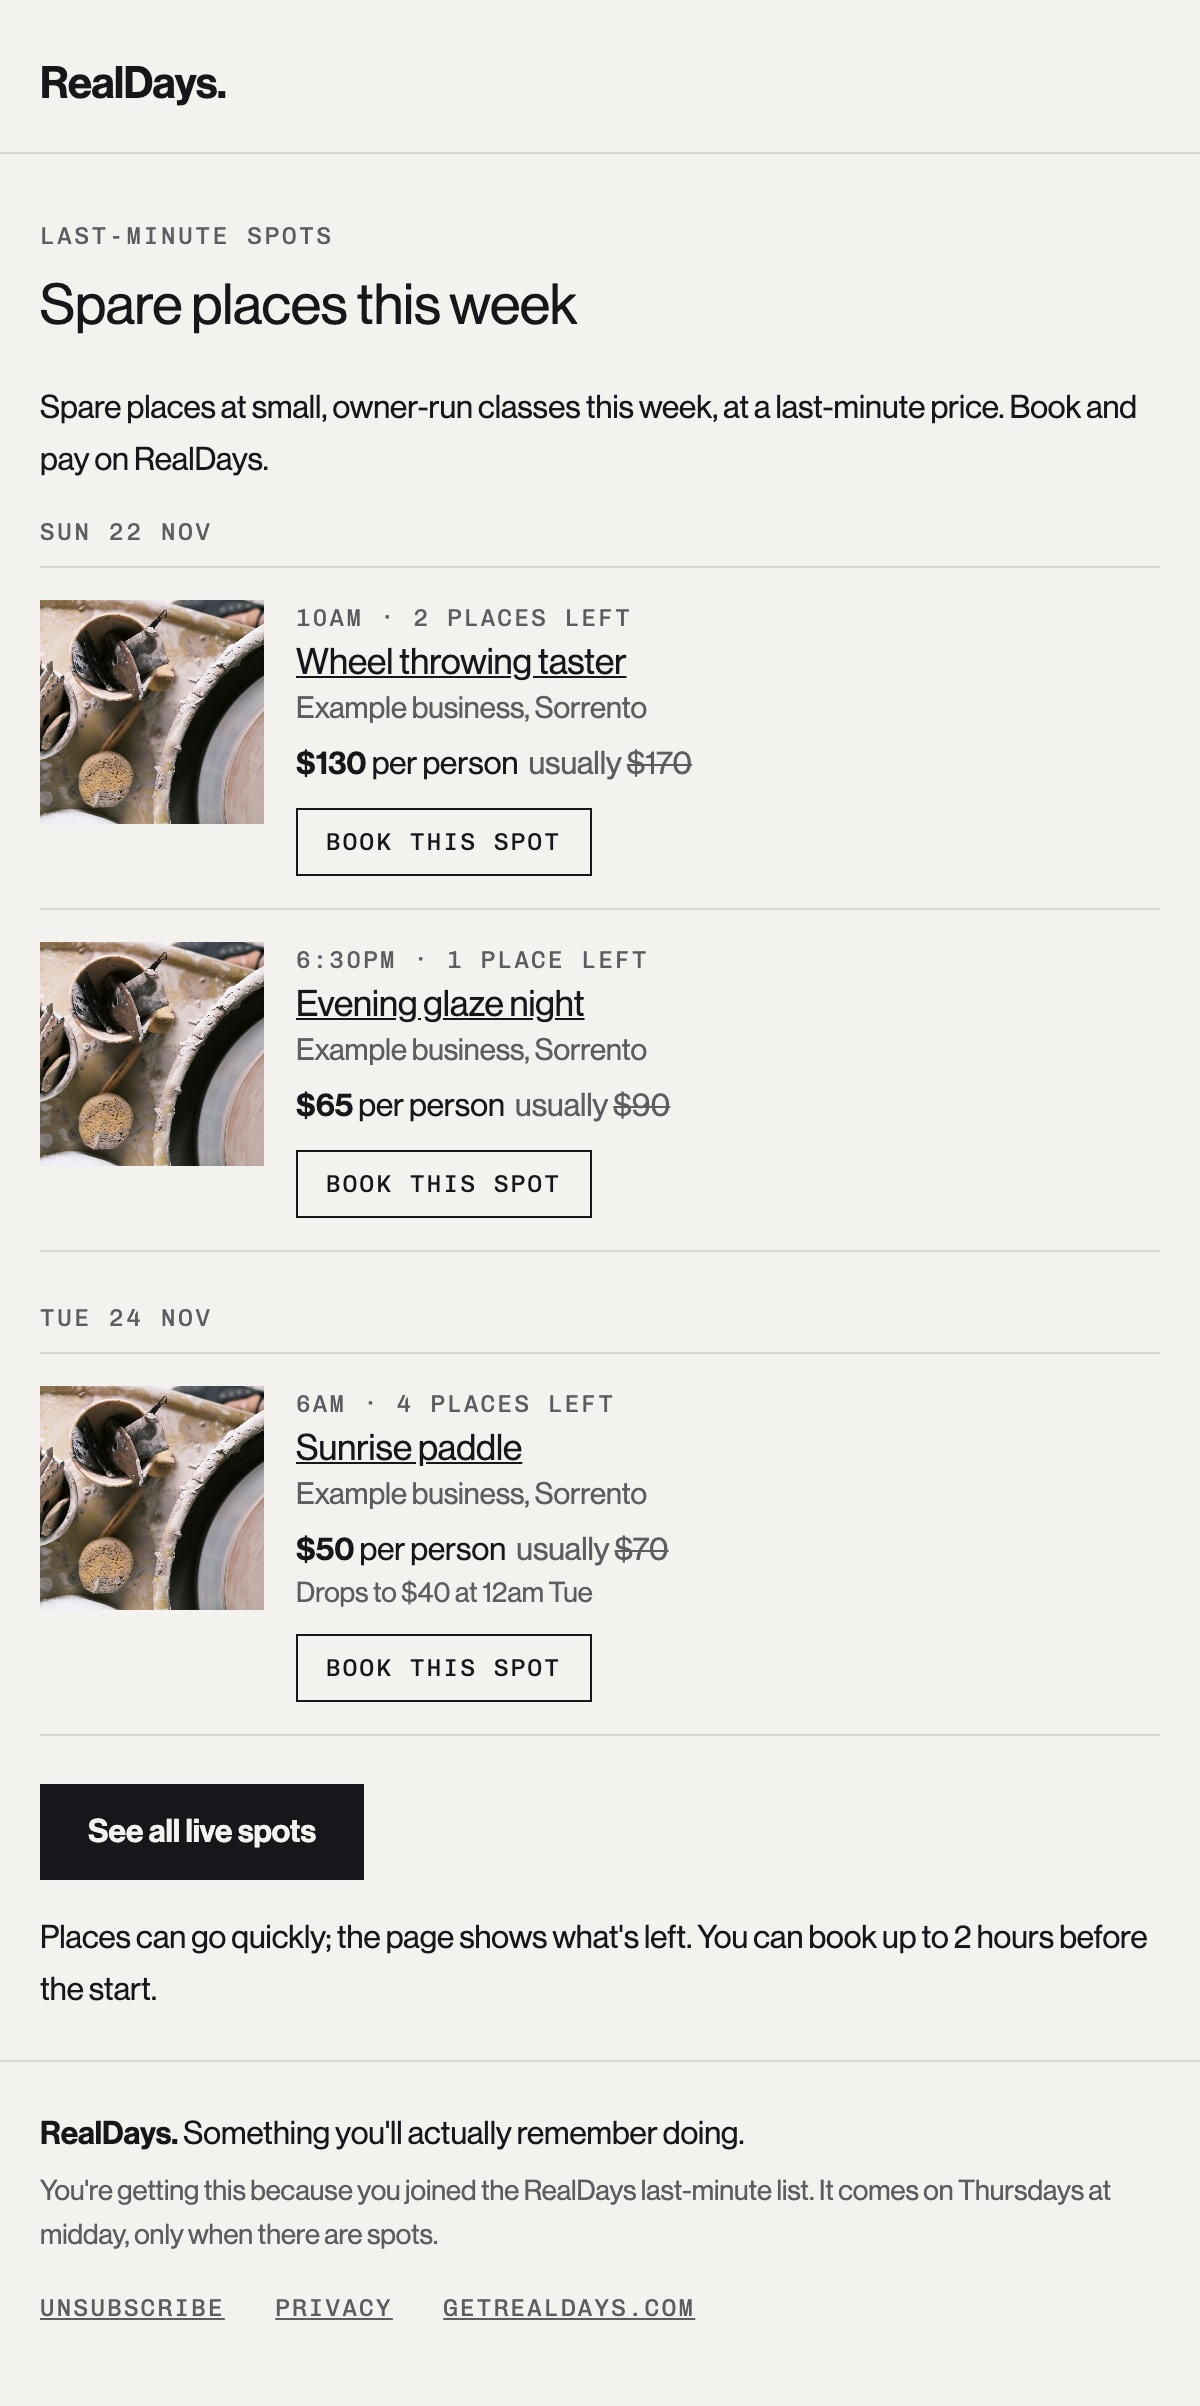 RealDays.
LAST-MINUTE SPOTS
Spare places this week
Spare places at small, owner-run classes this week, at a last-minute price. Book and
pay on RealDays.
SUN 22 NOV
10AM · 2 PLACES LEFT
Wheel throwing taster
Example business, Sorrento
$130 per person usually $170
BOOK THIS SPOT
6:30PM · 1 PLACE LEFT
Evening glaze night
Example business, Sorrento
$65 per person usually $90
BOOK THIS SPOT
TUE 24 NOV
6AM · 4 PLACES LEFT
Sunrise paddle
Example business, Sorrento
$50 per person usually $70
Drops to $40 at 12am Tue
BOOK THIS SPOT
See all live spots
Places can go quickly; the page shows what's left. You can book up to 2 hours before
the start.
RealDays. Something you'll actually remember doing.
You're getting this because you joined the RealDays last-minute list. It comes on Thursdays at
midday, only when there are spots.
UNSUBSCRIBE PRIVACY GETREALDAYS.COM